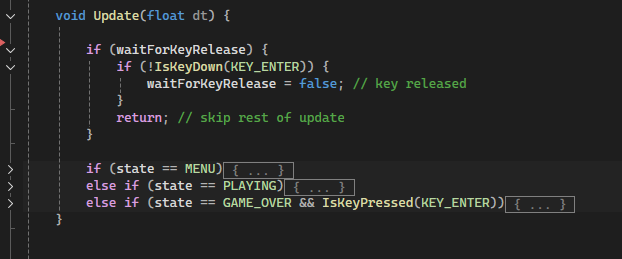 void Update(float dt) {
if (waitForKeyRelease) {
if (!IsKeyDown(KEY_ENTER)) {
waitForKeyRelease = false; // key released
}
return; // skip rest of update
}
if (state == MENU){ ... }
else if (state == PLAYING){ ... }
else if (state == GAME_OVER && IsKeyPressed(KEY_ENTER)){ ... }
}